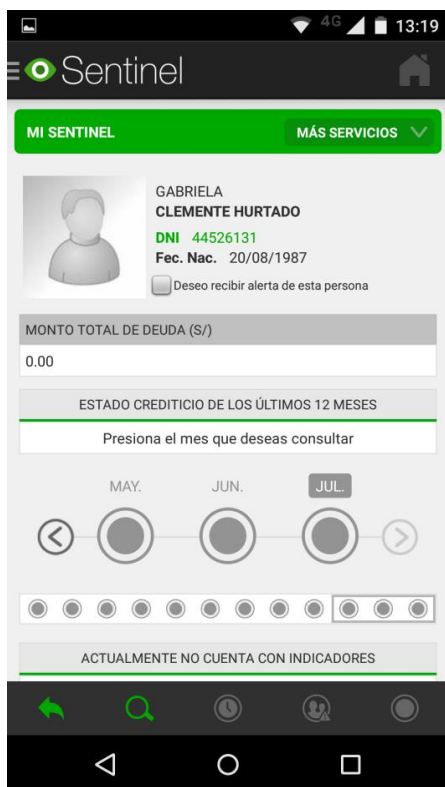 4G 13:19
Sentinel
MI SENTINEL MÁS SERVICIOS
GABRIELA
CLEMENTE HURTADO
DNI 44526131
Fec. Nac. 20/08/1987
Deseo recibir alerta de esta persona
MONTO TOTAL DE DEUDA (S/)
0.00
ESTADO CREDITICIO DE LOS ÚLTIMOS 12 MESES
Presiona el mes que deseas consultar
MAY. JUN. JUL.
ACTUALMENTE NO CUENTA CON INDICADORES